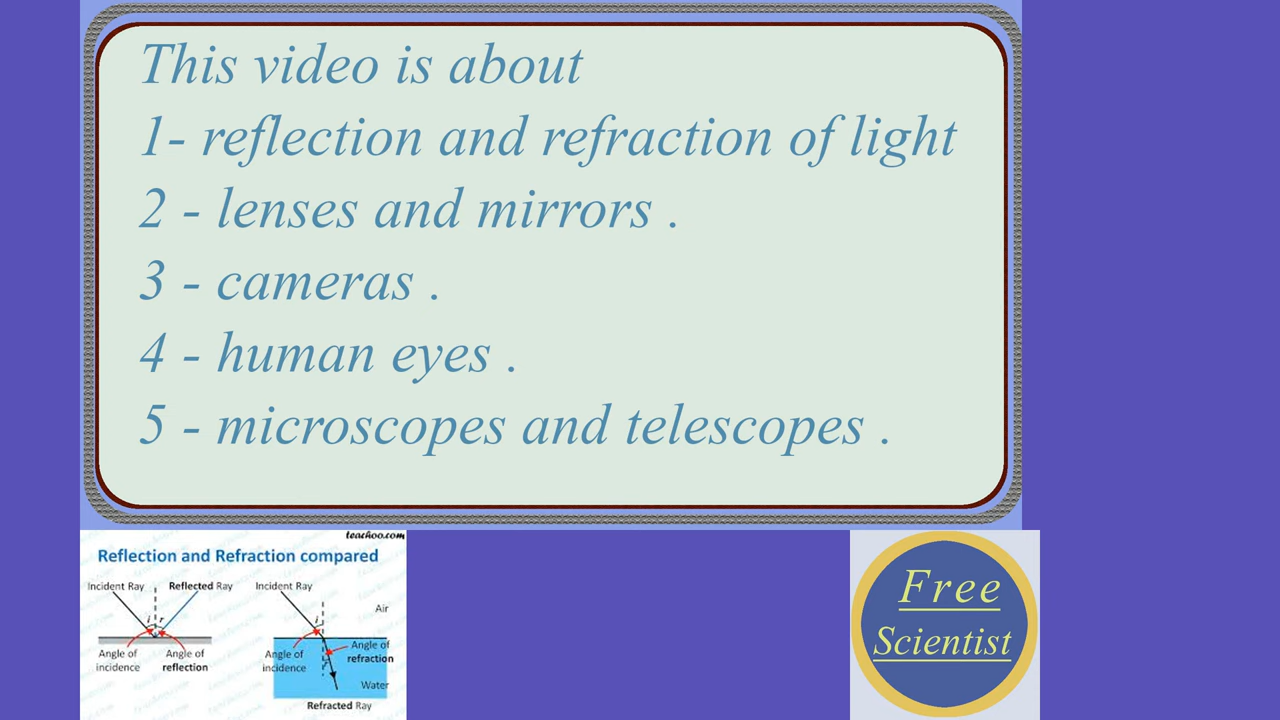 This video is about
1- reflection and refraction of light
2 - lenses and mirrors .
3 - cameras .
4 - human eyes .
5 - microscopes and telescopes .
teachoo.com
Reflection and Refraction compared
Incident Ray Reflected Ray Incident Ray
i r i
Air
Angle of incidence Angle of reflection Angle of incidence Angle of refraction
r
Water
Refracted Ray
Free
Scientist